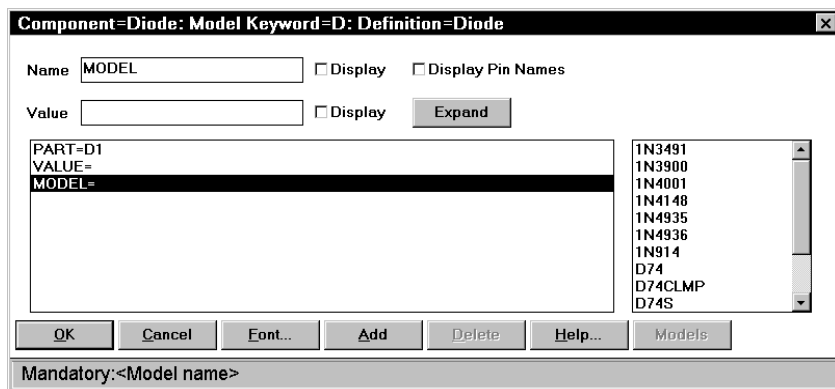 Component=Diode: Model Keyword=D: Definition=Diode
Name MODEL Display Display Pin Names
Value Display Expand
PART=D1
VALUE=
MODEL=
1N3491
1N3900
1N4001
1N4148
1N4935
1N4936
1N914
D74
D74CLMP
D74S
OK Cancel Font... Add Delete Help... Models
Mandatory:<Model name>